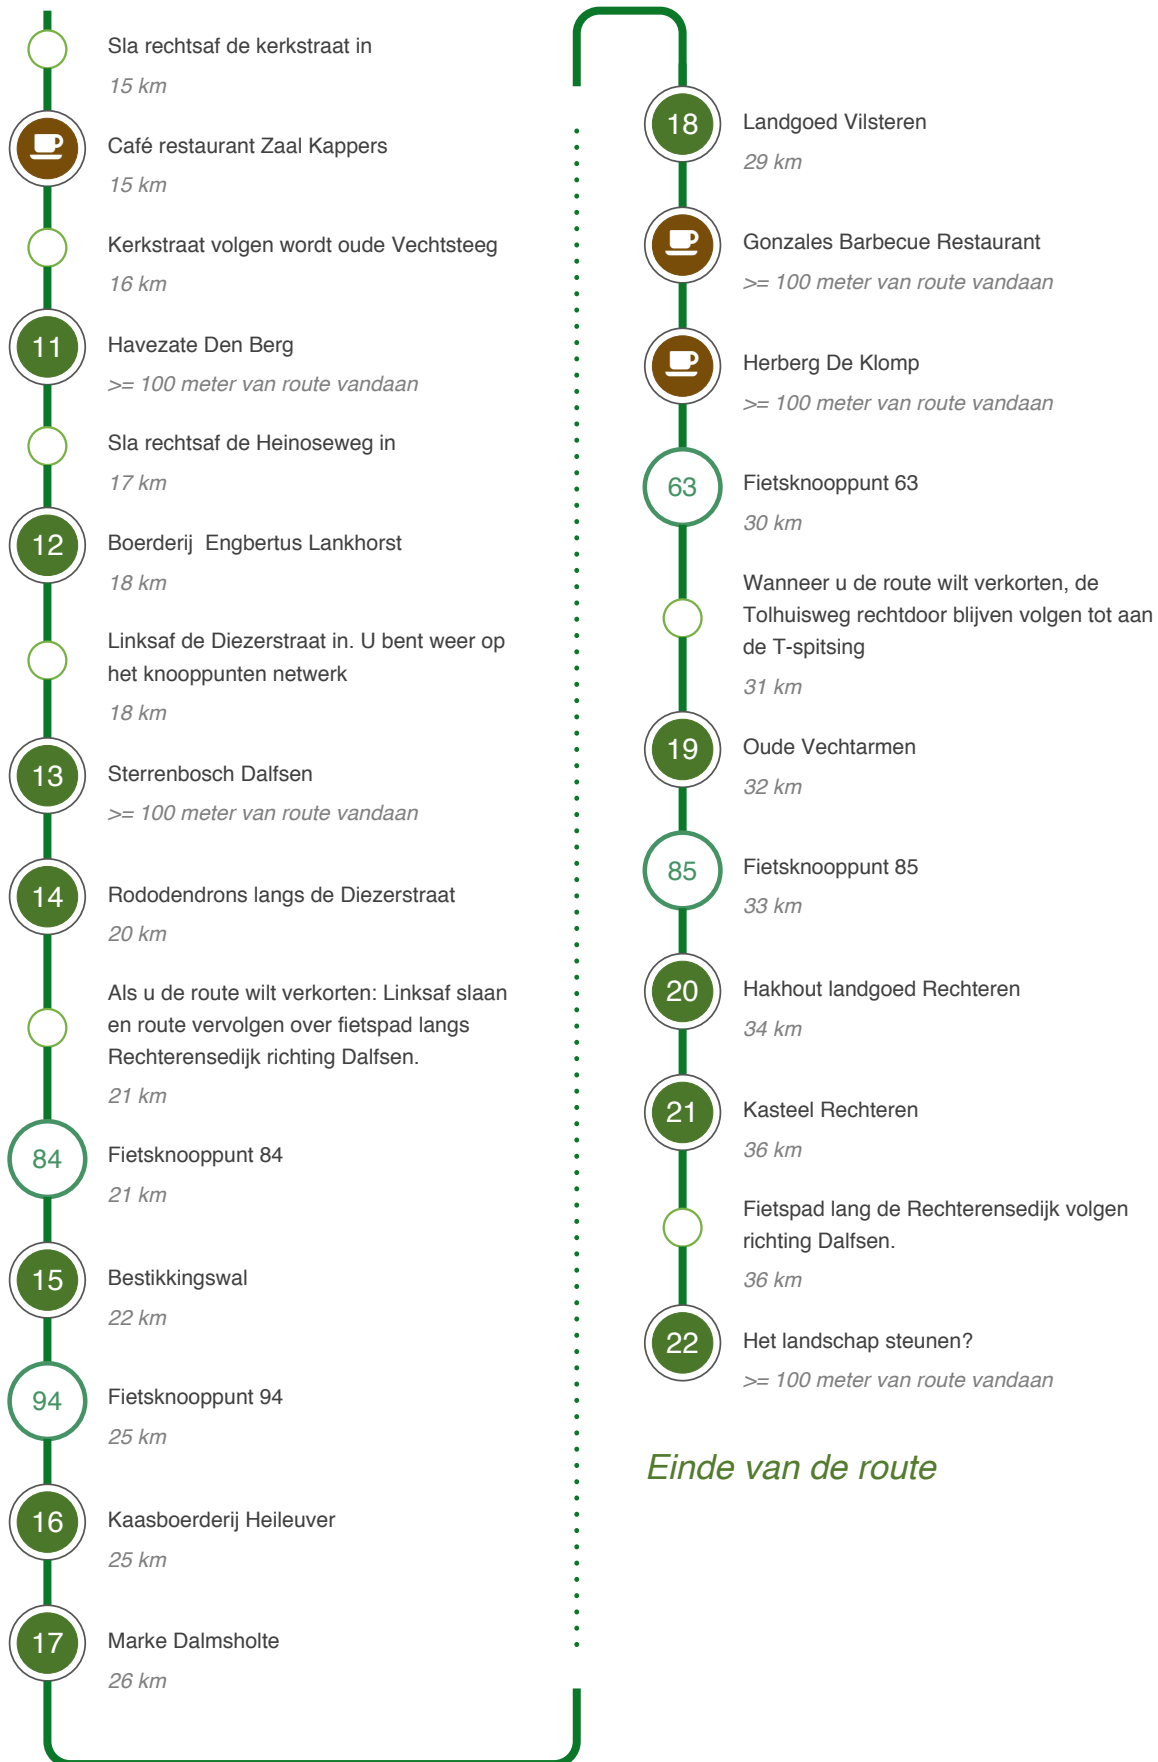 Sla rechtsaf de kerkstraat in
15 km
Café restaurant Zaal Kappers
15 km
Kerkstraat volgen wordt oude Vechtsteeg
16 km
11
Havezate Den Berg
>= 100 meter van route vandaan
Sla rechtsaf de Heinoseweg in
17 km
12
Boerderij  Engbertus Lankhorst
18 km
Linksaf de Diezerstraat in. U bent weer op
het knooppunten netwerk
18 km
13
Sterrenbosch Dalfsen
>= 100 meter van route vandaan
14
Rododendrons langs de Diezerstraat
20 km
Als u de route wilt verkorten: Linksaf slaan
en route vervolgen over fietspad langs
Rechterensedijk richting Dalfsen.
21 km
84
Fietsknooppunt 84
21 km
15
Bestikkingswal
22 km
94
Fietsknooppunt 94
25 km
16
Kaasboerderij Heileuver
25 km
17
Marke Dalmsholte
26 km
18
Landgoed Vilsteren
29 km
Gonzales Barbecue Restaurant
>= 100 meter van route vandaan
Herberg De Klomp
>= 100 meter van route vandaan
63
Fietsknooppunt 63
30 km
Wanneer u de route wilt verkorten, de
Tolhuisweg rechtdoor blijven volgen tot aan
de T-spitsing
31 km
19
Oude Vechtarmen
32 km
85
Fietsknooppunt 85
33 km
20
Hakhout landgoed Rechteren
34 km
21
Kasteel Rechteren
36 km
Fietspad lang de Rechterensedijk volgen
richting Dalfsen.
36 km
22
Het landschap steunen?
>= 100 meter van route vandaan
Einde van de route